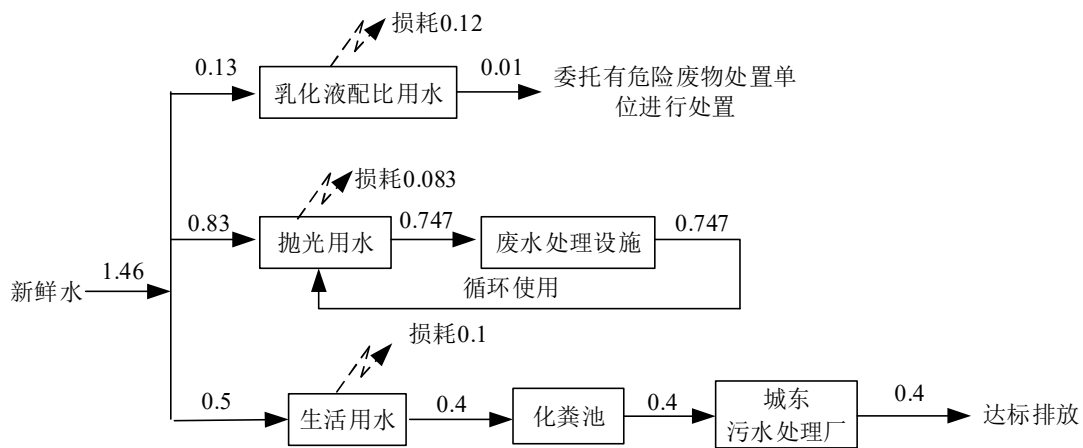 损耗0.12
0.13
乳化液配比用水
0.01
委托有危险废物处置单
位进行处置
损耗0.083
0.83
抛光用水
0.747
废水处理设施
0.747
循环使用
新鲜水
1.46
损耗0.1
0.5
生活用水
0.4
化粪池
0.4
城东
污水处理厂
0.4
达标排放